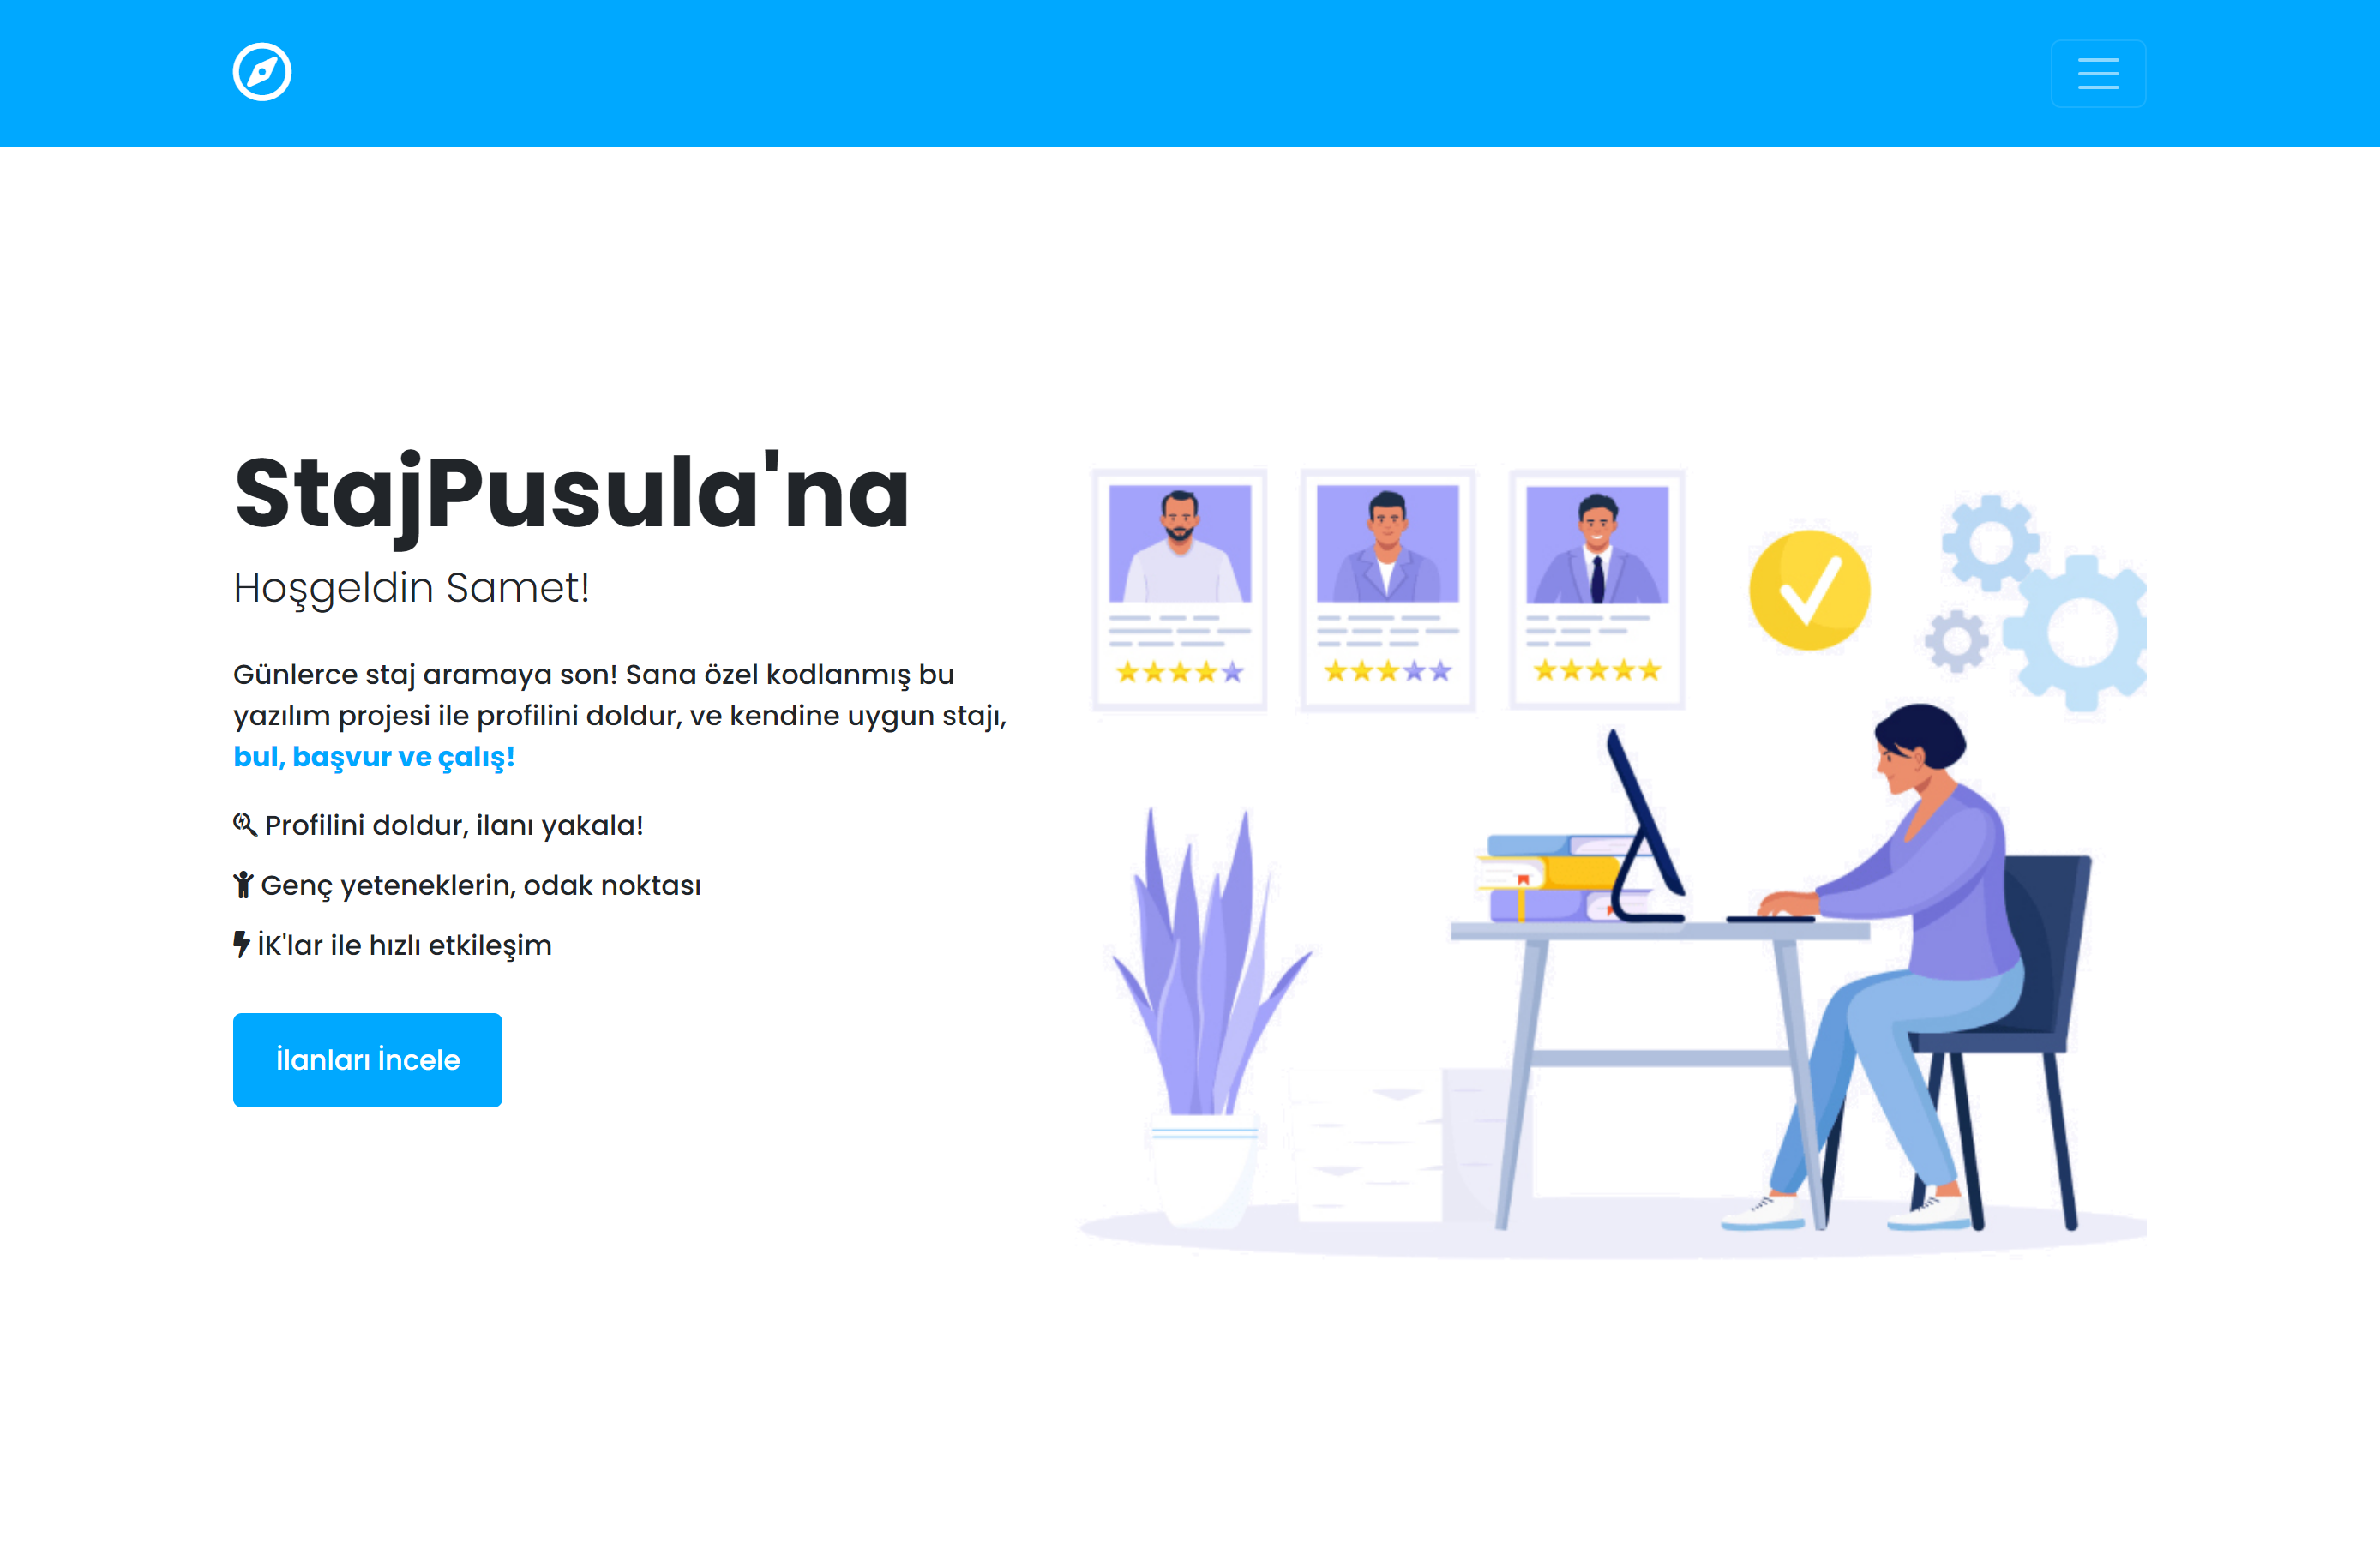 StajPusula'na
Hoşgeldin Samet!
Günlerce staj aramaya son! Sana özel kodlanmış bu
yazılım projesi ile profilini doldur, ve kendine uygun stajı,
bul, başvur ve çalış!
Profilini doldur, ilanı yakala!
Genç yeteneklerin, odak noktası
İK'lar ile hızlı etkileşim
İlanları İncele